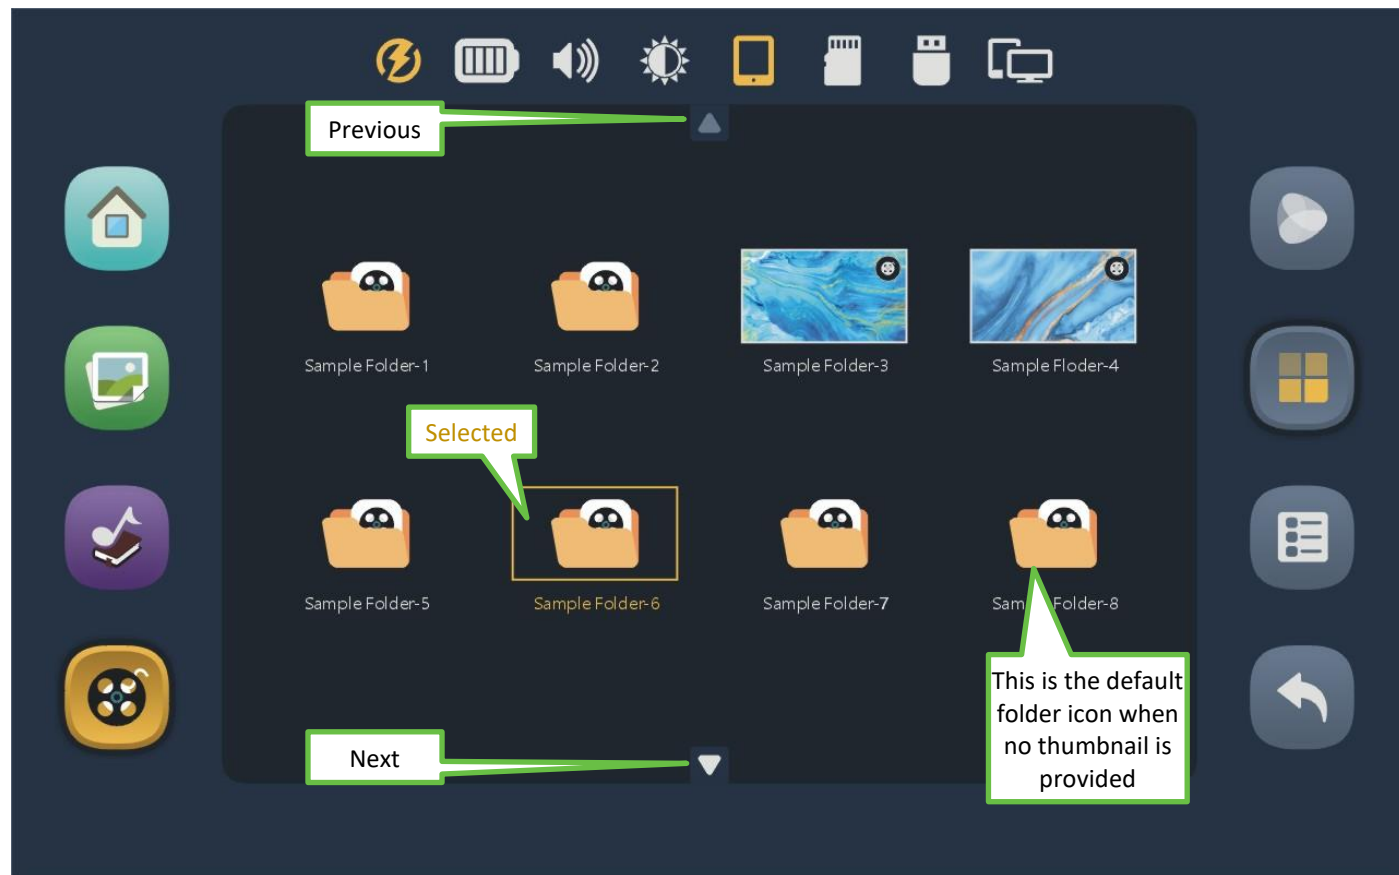 Previous
Sample Folder-1
Sample Folder-2
Sample Folder-3
Sample Floder-4
Selected
Sample Folder-5
Sample Folder-6
Sample Folder-7
Sam Folder-8
This is the default
folder icon when
no thumbnail is
provided
Next